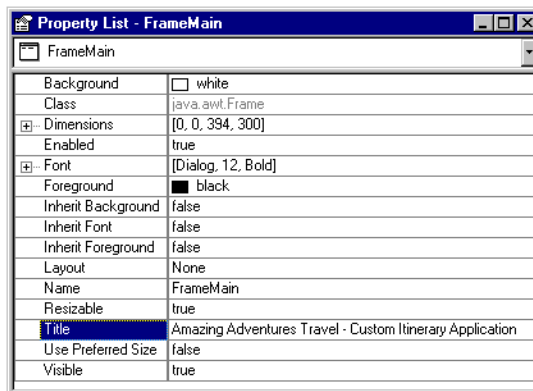 Property List - FrameMain
FrameMain
Background white
Class java.awt.Frame
Dimensions [0, 0, 394, 300]
Enabled true
Font [Dialog, 12, Bold]
Foreground black
Inherit Background false
Inherit Font false
Inherit Foreground false
Layout None
Name FrameMain
Resizable true
Title Amazing Adventures Travel - Custom Itinerary Application
Use Preferred Size false
Visible true